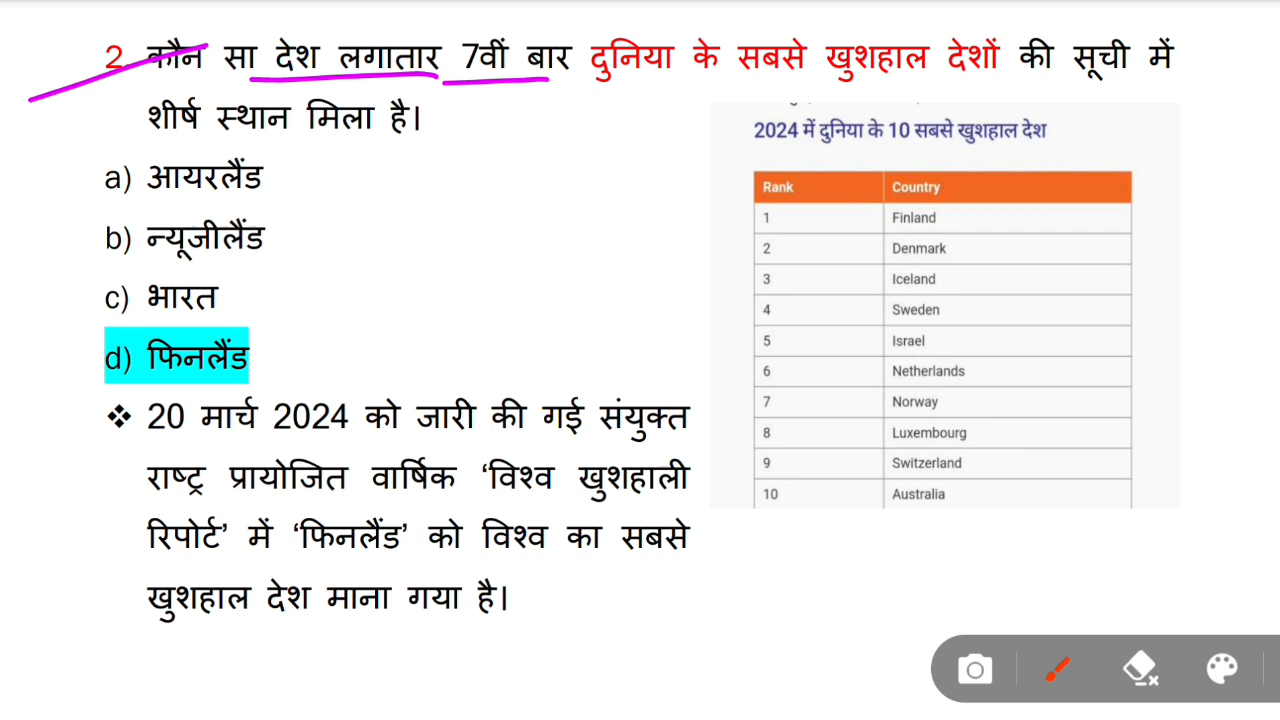 2. कौन सा देश लगातार 7वीं बार दुनिया के सबसे खुशहाल देशों की सूची में
शीर्ष स्थान मिला है।
a) आयरलैंड
b) न्यूजीलैंड
c) भारत
d) फिनलैंड
❖ 20 मार्च 2024 को जारी की गई संयुक्त
राष्ट्र प्रायोजित वार्षिक ‘विश्व खुशहाली
रिपोर्ट’ में ‘फिनलैंड’ को विश्व का सबसे
खुशहाल देश माना गया है।
2024 में दुनिया के 10 सबसे खुशहाल देश
Rank Country
1 Finland
2 Denmark
3 Iceland
4 Sweden
5 Israel
6 Netherlands
7 Norway
8 Luxembourg
9 Switzerland
10 Australia